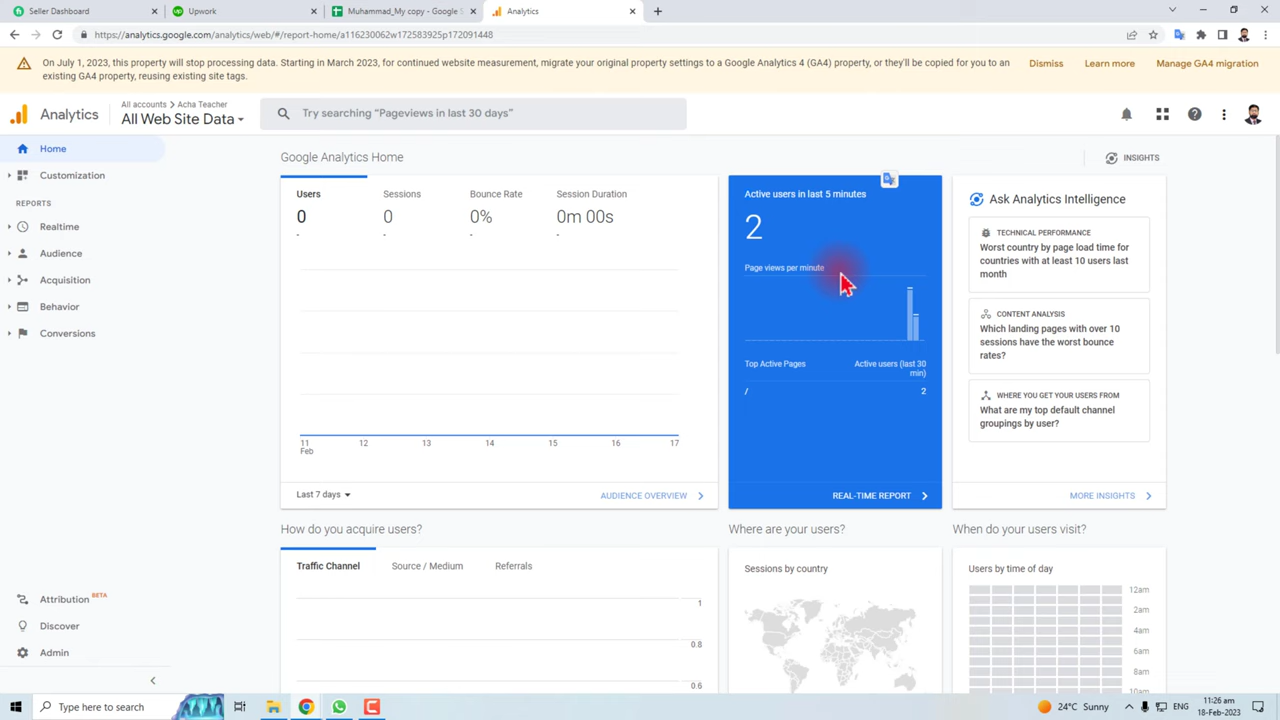 Seller Dashboard
Upwork
Muhammad_My copy - Google S
Analytics
https://analytics.google.com/analytics/web/#/report-home/a116230062w172583925p172091448
On July 1, 2023, this property will stop processing data. Starting in March 2023, for continued website measurement, migrate your original property settings to a Google Analytics 4 (GA4) property, or they'll be copied for you to an
existing GA4 property, reusing existing site tags.
Dismiss
Learn more
Manage GA4 migration
Analytics
All accounts > Acha Teacher
All Web Site Data
Try searching "Pageviews in last 30 days"
Home
Customization
REPORTS
Realtime
Audience
Acquisition
Behavior
Conversions
Attribution BETA
Discover
Admin
Google Analytics Home
INSIGHTS
Users
0
-
Sessions
0
-
Bounce Rate
0%
-
Session Duration
0m 00s
-
11
Feb
12
13
14
15
16
17
Last 7 days
AUDIENCE OVERVIEW
Active users in last 5 minutes
2
Page views per minute
Top Active Pages
Active users (last 30
min)
/
2
REAL-TIME REPORT
Ask Analytics Intelligence
TECHNICAL PERFORMANCE
Worst country by page load time for
countries with at least 10 users last
month
CONTENT ANALYSIS
Which landing pages with over 10
sessions have the worst bounce
rates?
WHERE YOU GET YOUR USERS FROM
What are my top default channel
groupings by user?
MORE INSIGHTS
How do you acquire users?
Traffic Channel
Source / Medium
Referrals
1
0.8
0.6
Where are your users?
Sessions by country
When do your users visit?
Users by time of day
12am
2am
4am
6am
8am
10am
Type here to search
24°C Sunny
ENG
11:26 am
18-Feb-2023